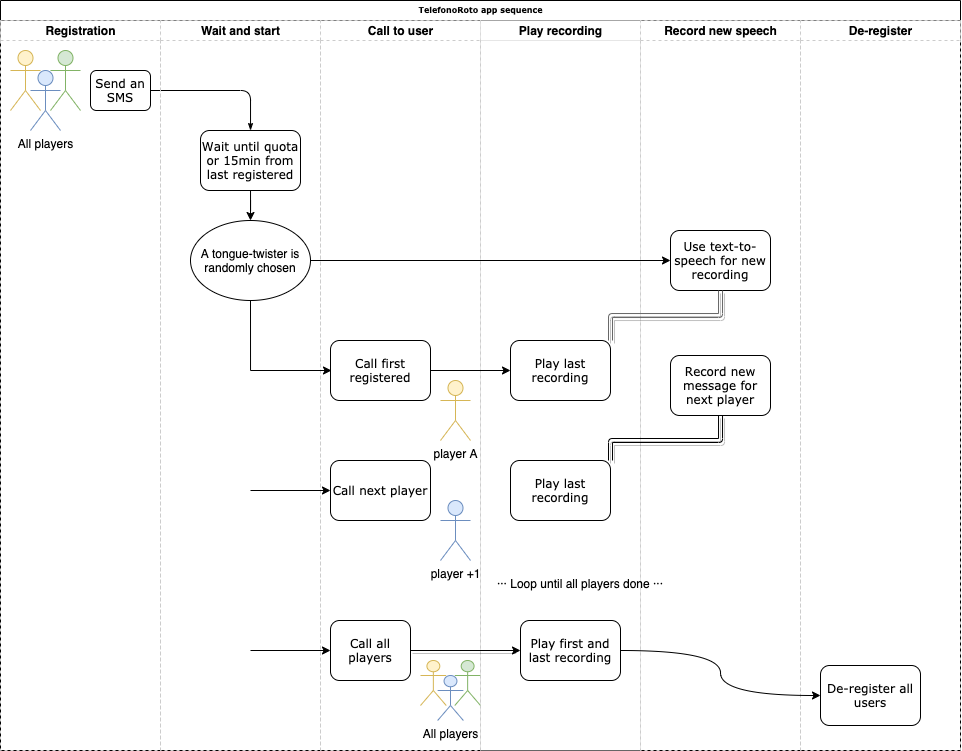 TelefonoRoto app sequence
Registration
Wait and start
Call to user
Play recording
Record new speech
De-register
Send an
SMS
All players
Wait until quota
or 15min from
last registered
A tongue-twister is
randomly chosen
Use text-to-
speech for new
recording
Call first
registered
Play last
recording
Record new
message for
next player
player A
Call next player
Play last
recording
player +1
··· Loop until all players done ···
Call all
players
Play first and
last recording
All players
De-register all
users